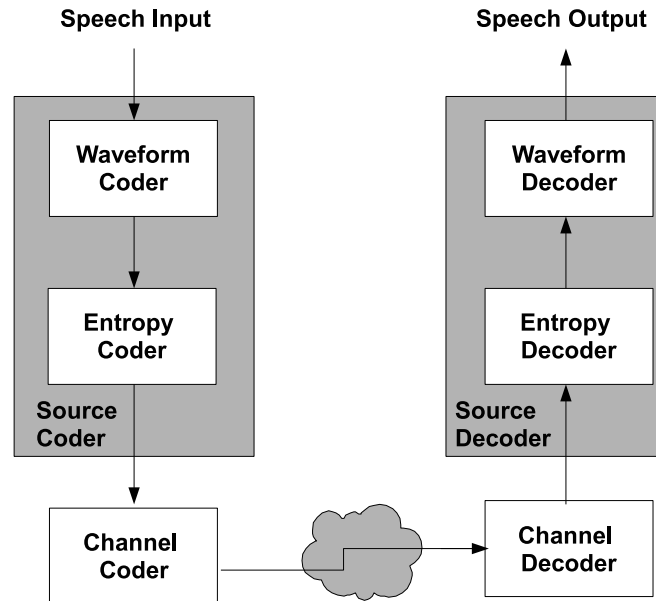 Speech Input
Speech Output
Waveform
Coder
Waveform
Decoder
Entropy
Coder
Entropy
Decoder
Source
Coder
Source
Decoder
Channel
Coder
Channel
Decoder